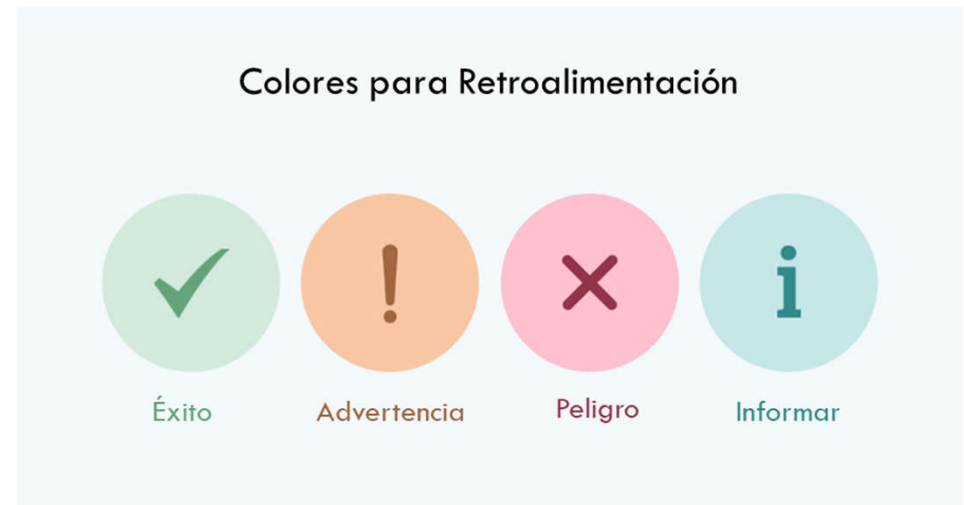 Colores para Retroalimentación
Éxito
Advertencia
Peligro
Informar